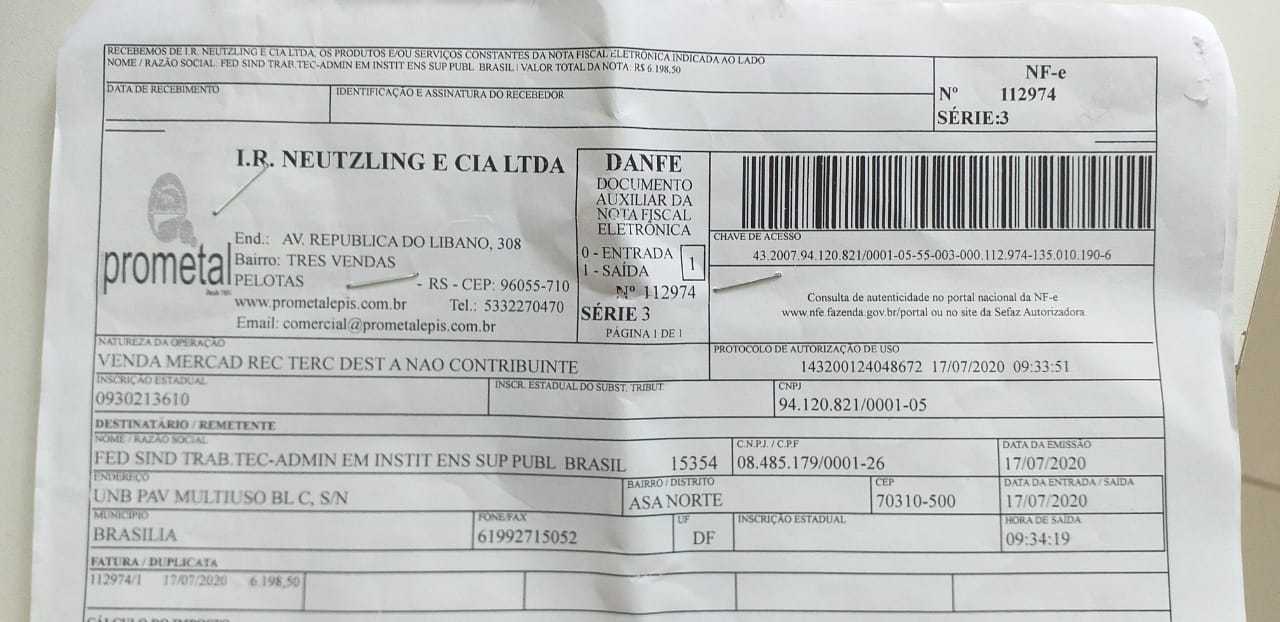 RECEBEMOS DE I.R. NEUTZLING E CIA LTDA, OS PRODUTOS E/OU SERVIÇOS CONSTANTES DA NOTA FISCAL ELETRÔNICA INDICADA AO LADO
NOME / RAZÃO SOCIAL: FED SIND TRAB.TEC-ADMIN EM INSTIT ENS SUP PUBL BRASIL | VALOR TOTAL DA NOTA: R$ 6.198,50
DATA DE RECEBIMENTO
IDENTIFICAÇÃO E ASSINATURA DO RECEBEDOR
NF-e
Nº 112974
SÉRIE:3
I.R. NEUTZLING E CIA LTDA
prometal
End.: AV. REPUBLICA DO LIBANO, 308
Bairro: TRES VENDAS
PELOTAS - RS - CEP: 96055-710
www.prometalepis.com.br Tel.: 5332270470
Email: comercial@prometalepis.com.br
DANFE
DOCUMENTO
AUXILIAR DA
NOTA FISCAL
ELETRÔNICA
0 - ENTRADA
1 - SAÍDA
1
Nº 112974
SÉRIE 3
PÁGINA 1 DE 1
CHAVE DE ACESSO
43.2007.94.120.821/0001-05-55-003-000.112.974-135.010.190-6
Consulta de autenticidade no portal nacional da NF-e
www.nfe.fazenda.gov.br/portal ou no site da Sefaz Autorizadora
NATUREZA DA OPERAÇÃO
VENDA MERCAD REC TERC DEST A NAO CONTRIBUINTE
PROTOCOLO DE AUTORIZAÇÃO DE USO
143200124048672 17/07/2020 09:33:51
INSCRIÇÃO ESTADUAL
0930213610
INSCR. ESTADUAL DO SUBST. TRIBUT.
CNPJ
94.120.821/0001-05
DESTINATÁRIO / REMETENTE
NOME / RAZÃO SOCIAL
FED SIND TRAB.TEC-ADMIN EM INSTIT ENS SUP PUBL BRASIL 15354
C.N.P.J. / C.P.F
08.485.179/0001-26
DATA DA EMISSÃO
17/07/2020
ENDEREÇO
UNB PAV MULTIUSO BL C, S/N
BAIRRO / DISTRITO
ASA NORTE
CEP
70310-500
DATA DA ENTRADA / SAÍDA
17/07/2020
MUNICIPIO
BRASILIA
FONE/FAX
61992715052
UF
DF
INSCRIÇÃO ESTADUAL
HORA DE SAÍDA
09:34:19
FATURA / DUPLICATA
112974/1 17/07/2020 6.198,50
CÁLCULO DO IMPOSTO